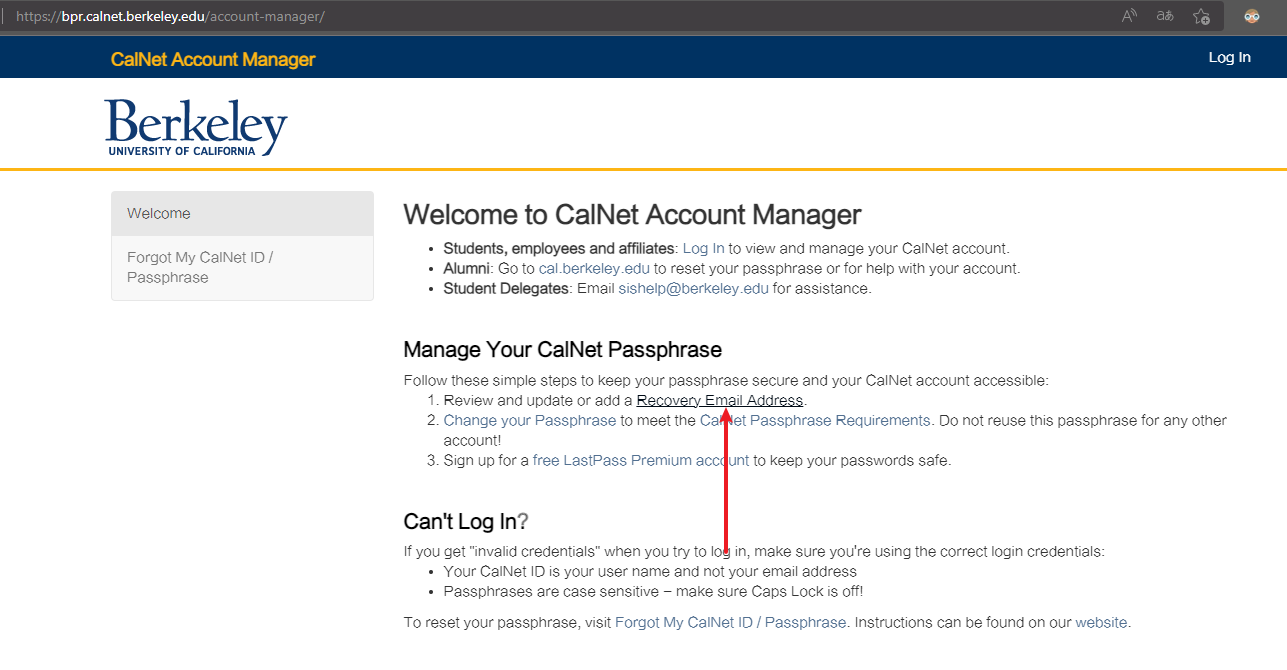 https://bpr.calnet.berkeley.edu/account-manager/
CalNet Account Manager
Log In
Berkeley
UNIVERSITY OF CALIFORNIA
Welcome
Forgot My CalNet ID /
Passphrase
Welcome to CalNet Account Manager
• Students, employees and affiliates: Log In to view and manage your CalNet account.
• Alumni: Go to cal.berkeley.edu to reset your passphrase or for help with your account.
• Student Delegates: Email sishelp@berkeley.edu for assistance.
Manage Your CalNet Passphrase
Follow these simple steps to keep your passphrase secure and your CalNet account accessible:
1. Review and update or add a Recovery Email Address.
2. Change your Passphrase to meet the CalNet Passphrase Requirements. Do not reuse this passphrase for any other
account!
3. Sign up for a free LastPass Premium account to keep your passwords safe.
Can't Log In?
If you get "invalid credentials" when you try to log in, make sure you're using the correct login credentials:
• Your CalNet ID is your user name and not your email address
• Passphrases are case sensitive – make sure Caps Lock is off!
To reset your passphrase, visit Forgot My CalNet ID / Passphrase. Instructions can be found on our website.